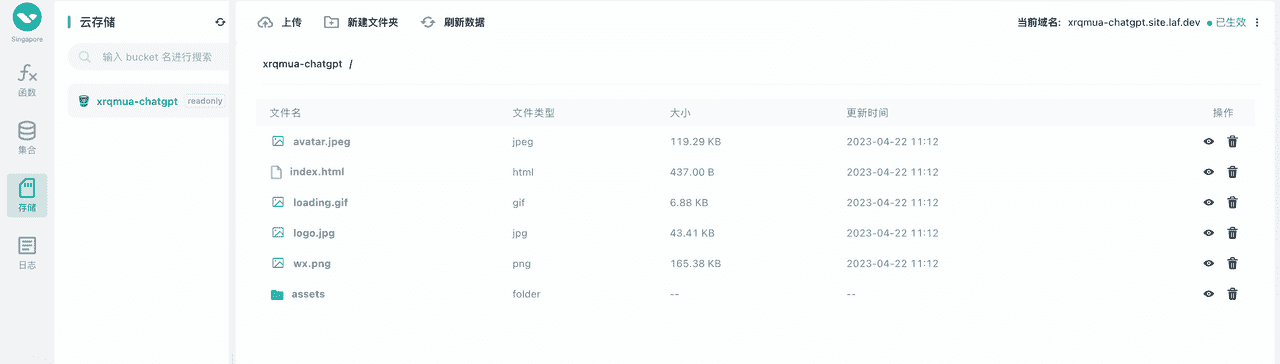 Singapore
函数
集合
存储
日志
云存储
输入 bucket 名进行搜索
xrqmua-chatgpt readonly
上传 新建文件夹 刷新数据 当前域名: xrqmua-chatgpt.site.laf.dev 已生效
xrqmua-chatgpt /
文件名 文件类型 大小 更新时间 操作
avatar.jpeg jpeg 119.29 KB 2023-04-22 11:12
index.html html 437.00 B 2023-04-22 11:12
loading.gif gif 6.88 KB 2023-04-22 11:12
logo.jpg jpg 43.41 KB 2023-04-22 11:12
wx.png png 165.38 KB 2023-04-22 11:12
assets folder -- --